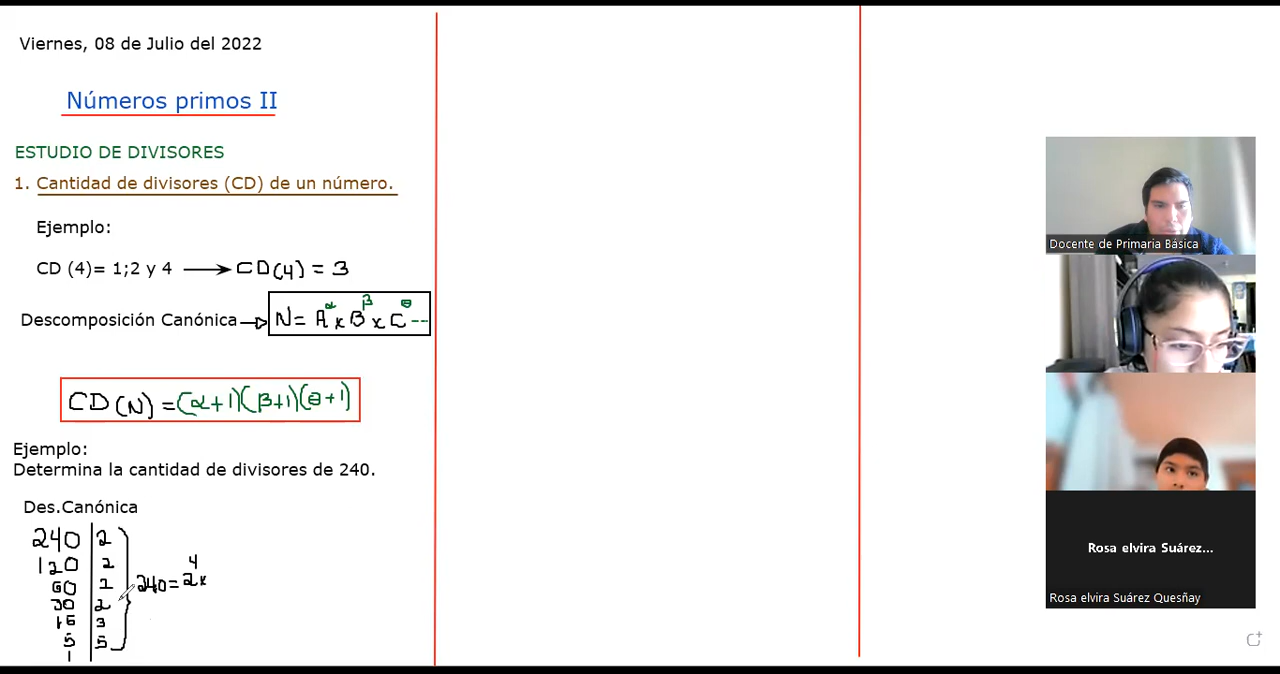 Viernes, 08 de Julio del 2022
Números primos II
ESTUDIO DE DIVISORES
1. Cantidad de divisores (CD) de un número.
Ejemplo:
CD (4)= 1;2 y 4 → CD(4) = 3
Descomposición Canónica → N = A^α x B^β x C^θ ---
CD(N) = (α+1)(β+1)(θ+1)
Ejemplo:
Determina la cantidad de divisores de 240.
Des.Canónica
240 | 2
120 | 2
60 | 2
30 | 2
15 | 3
5 | 5
1
240 = 2^4 x
Docente de Primaria Básica
Rosa elvira Suárez...
Rosa elvira Suárez Quesñay